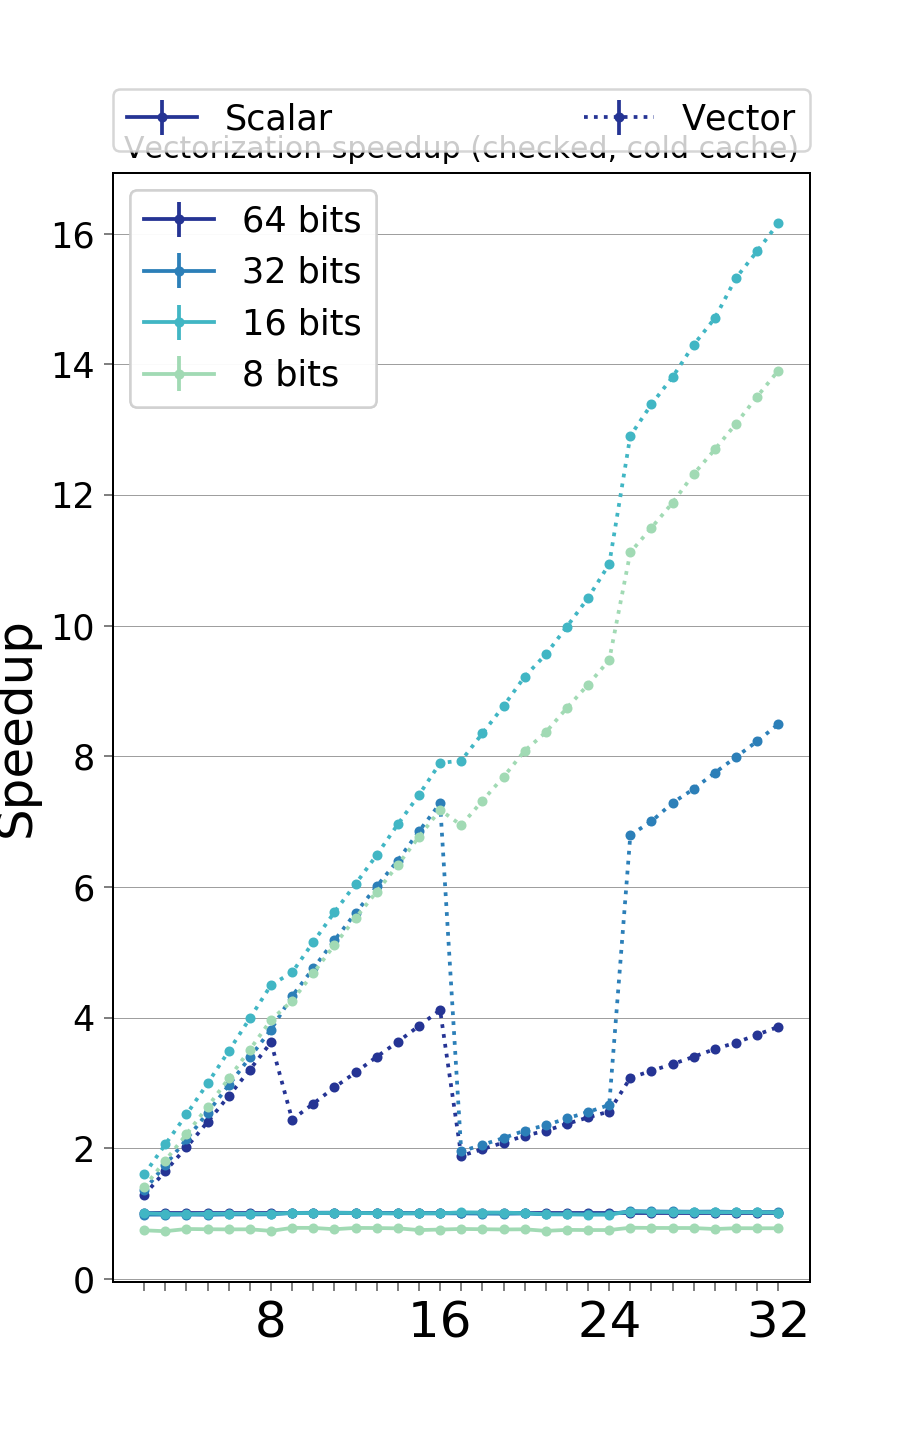 Scalar Vector
Vectorization speedup (checked, cold cache)
64 bits
32 bits
16 bits
8 bits
16
14
12
10
8
6
4
2
0
Speedup
8 16 24 32